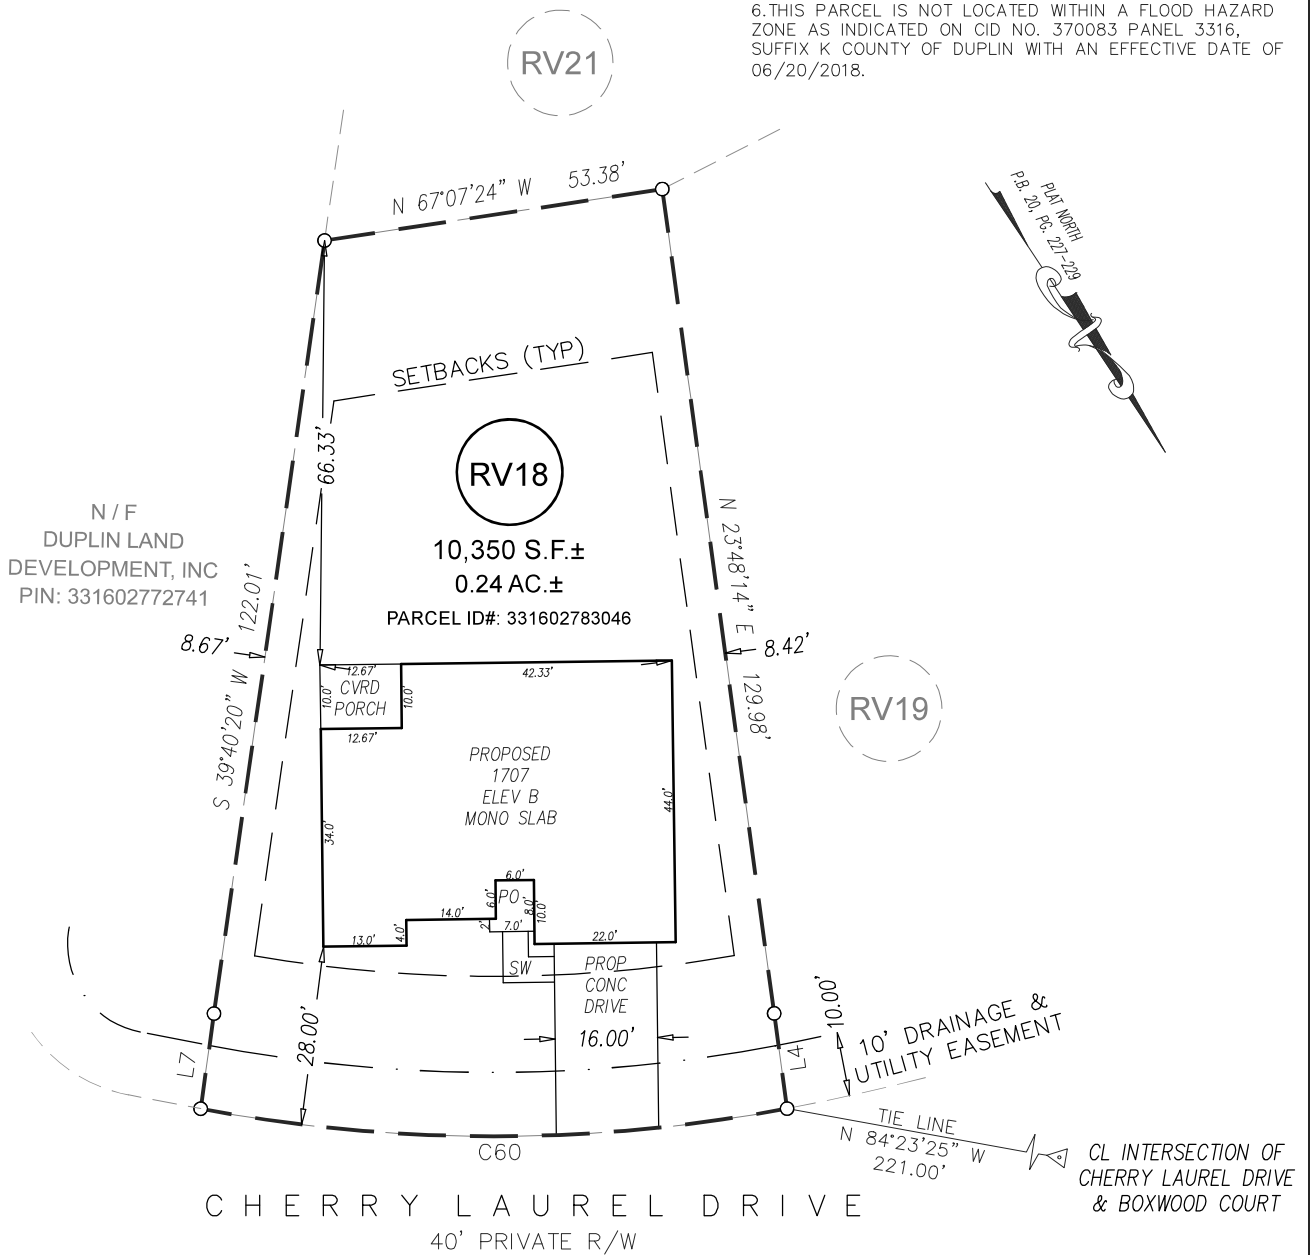 6.THIS PARCEL IS NOT LOCATED WITHIN A FLOOD HAZARD
ZONE AS INDICATED ON CID NO. 370083 PANEL 3316,
SUFFIX K COUNTY OF DUPLIN WITH AN EFFECTIVE DATE OF
06/20/2018.
RV21
N 67°07'24" W 53.38'
PLAT NORTH
P.B. 20, PG. 227-229
SETBACKS (TYP)
66.33'
RV18
10,350 S.F.±
0.24 AC.±
PARCEL ID#: 331602783046
N / F
DUPLIN LAND
DEVELOPMENT, INC
PIN: 331602772741
S 39°40'20" W 122.01'
8.67'
N 23°48'14" E 129.98'
8.42'
RV19
12.67'
42.33'
10.0'
CVRD
PORCH
10.0'
12.67'
PROPOSED
1707
ELEV B
MONO SLAB
34.0'
44.0'
6.0'
PO
6.0'
8.0'
10.0'
14.0'
2'
7.0'
13.0'
4.0'
22.0'
SW
PROP
CONC
DRIVE
16.00'
28.00'
10.00'
10' DRAINAGE &
UTILITY EASEMENT
L7
L4
TIE LINE
N 84°23'25" W
221.00'
CL INTERSECTION OF
CHERRY LAUREL DRIVE
& BOXWOOD COURT
C60
CHERRY LAUREL DRIVE
40' PRIVATE R/W